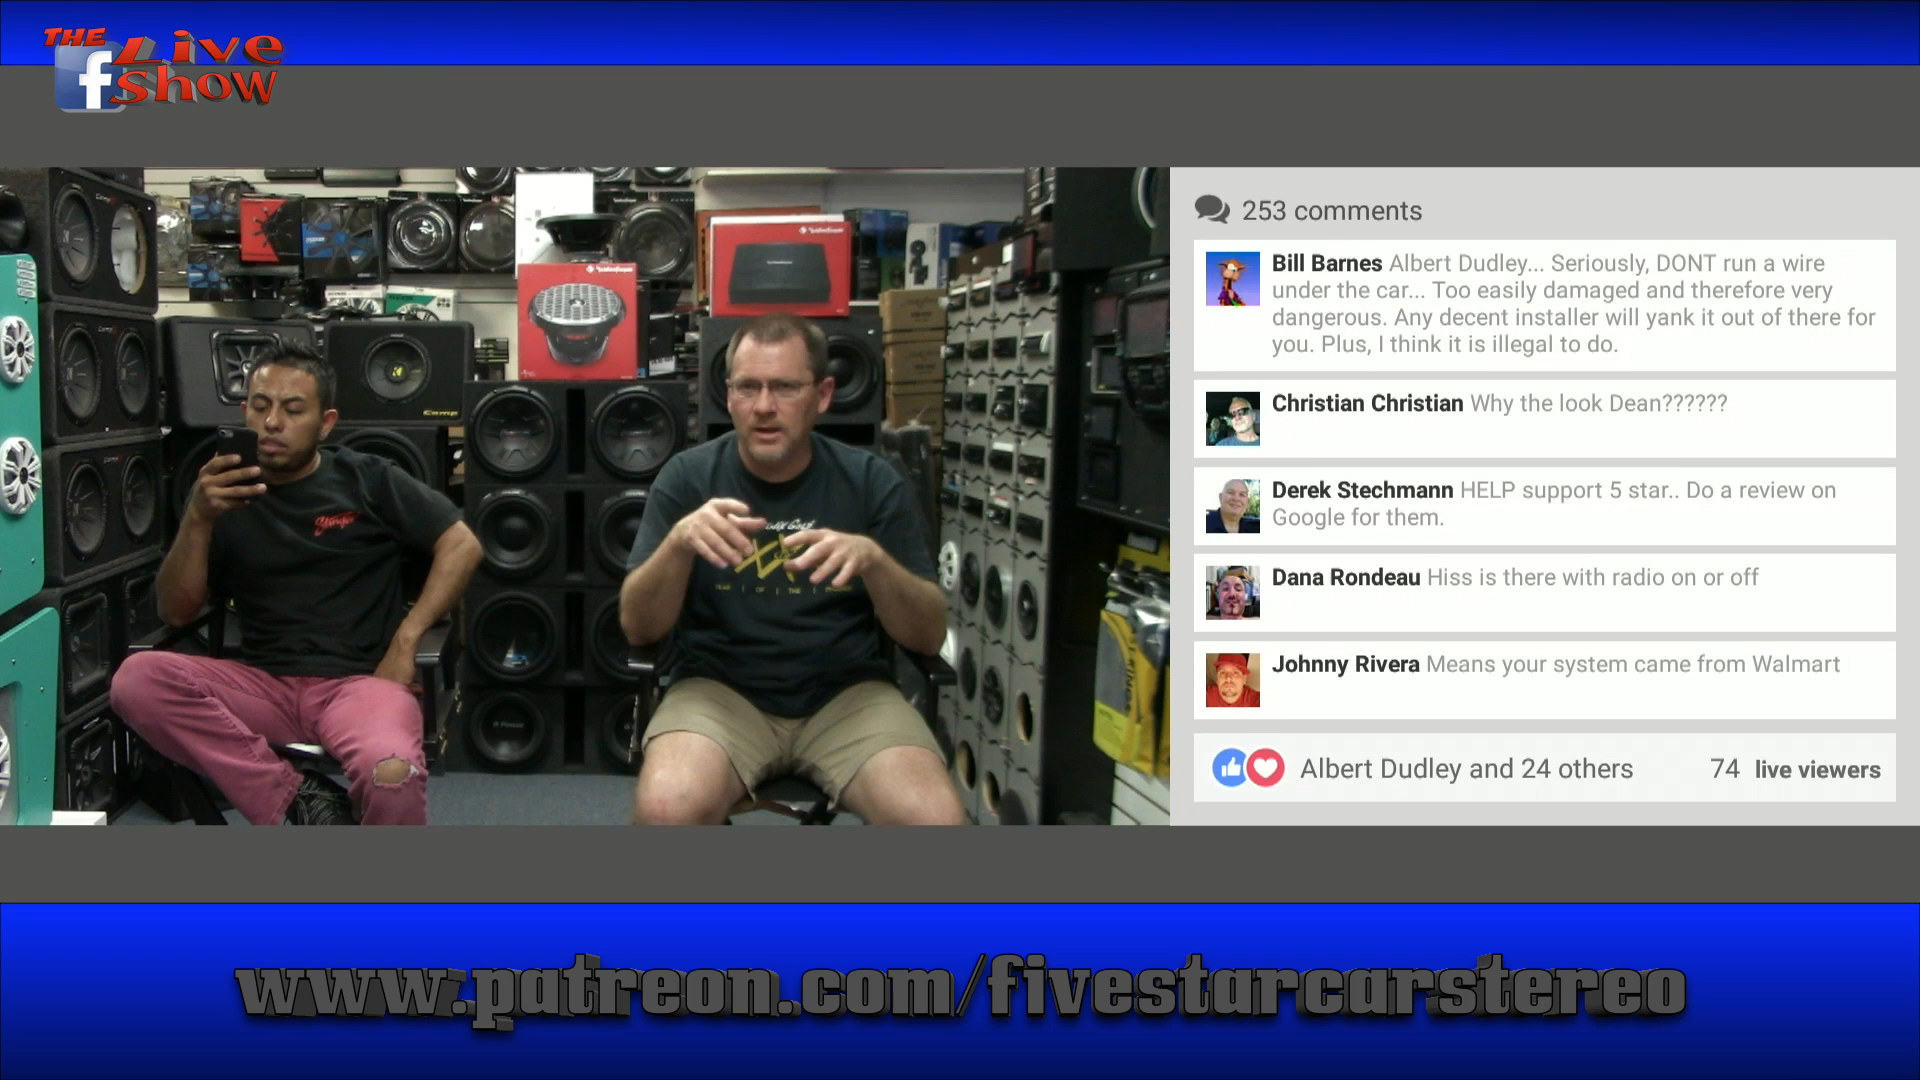 THE
Live
f Show
253 comments
Bill Barnes Albert Dudley... Seriously, DONT run a wire
under the car... Too easily damaged and therefore very
dangerous. Any decent installer will yank it out of there for
you. Plus, I think it is illegal to do.
Christian Christian Why the look Dean??????
Derek Stechmann HELP support 5 star.. Do a review on
Google for them.
Dana Rondeau Hiss is there with radio on or off
Johnny Rivera Means your system came from Walmart
Albert Dudley and 24 others 74 live viewers
www.patreon.com/fivestarcarstereo